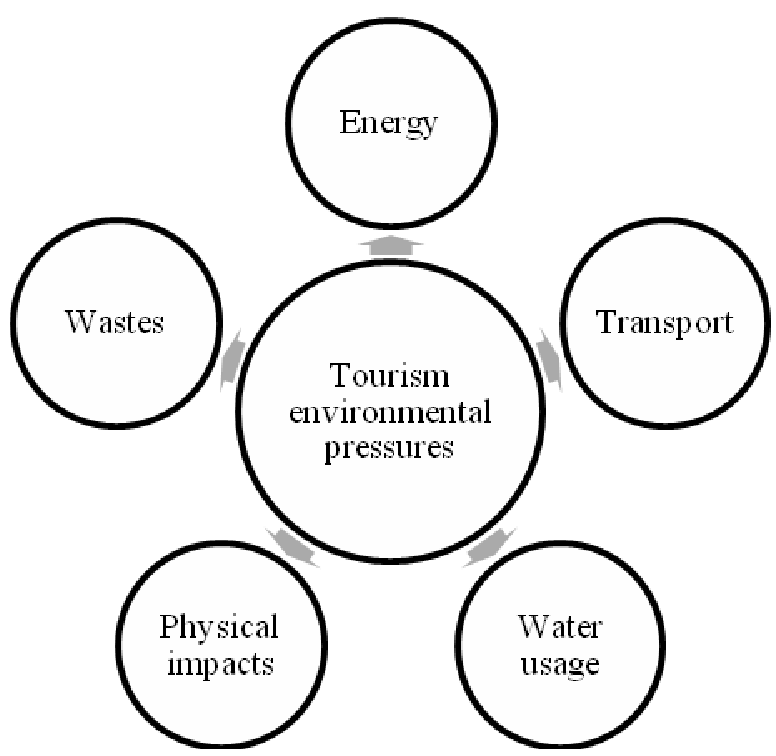 Energy
Wastes
Transport
Tourism
environmental
pressures
Physical
impacts
Water
usage